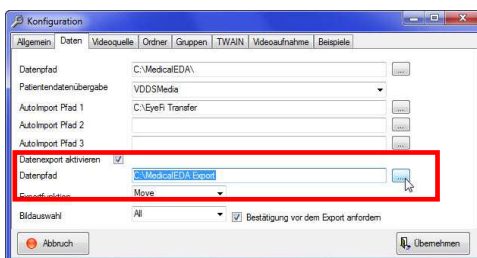 Konfiguration
Allgemein Daten Videoquelle Ordner Gruppen TWAIN Videoaufnahme Beispiele
Datenpfad C:\MedicalEDA\ ...
Patientendatenübergabe VDDSMedia
AutoImport Pfad 1 C:\EyeFi Transfer ...
AutoImport Pfad 2 ...
AutoImport Pfad 3 ...
Datenexport aktivieren
Datenpfad C:\MedicalEDA Export ...
Exportfunktion Move
Bildauswahl All Bestätigung vor dem Export anfordern
Abbruch Übernehmen